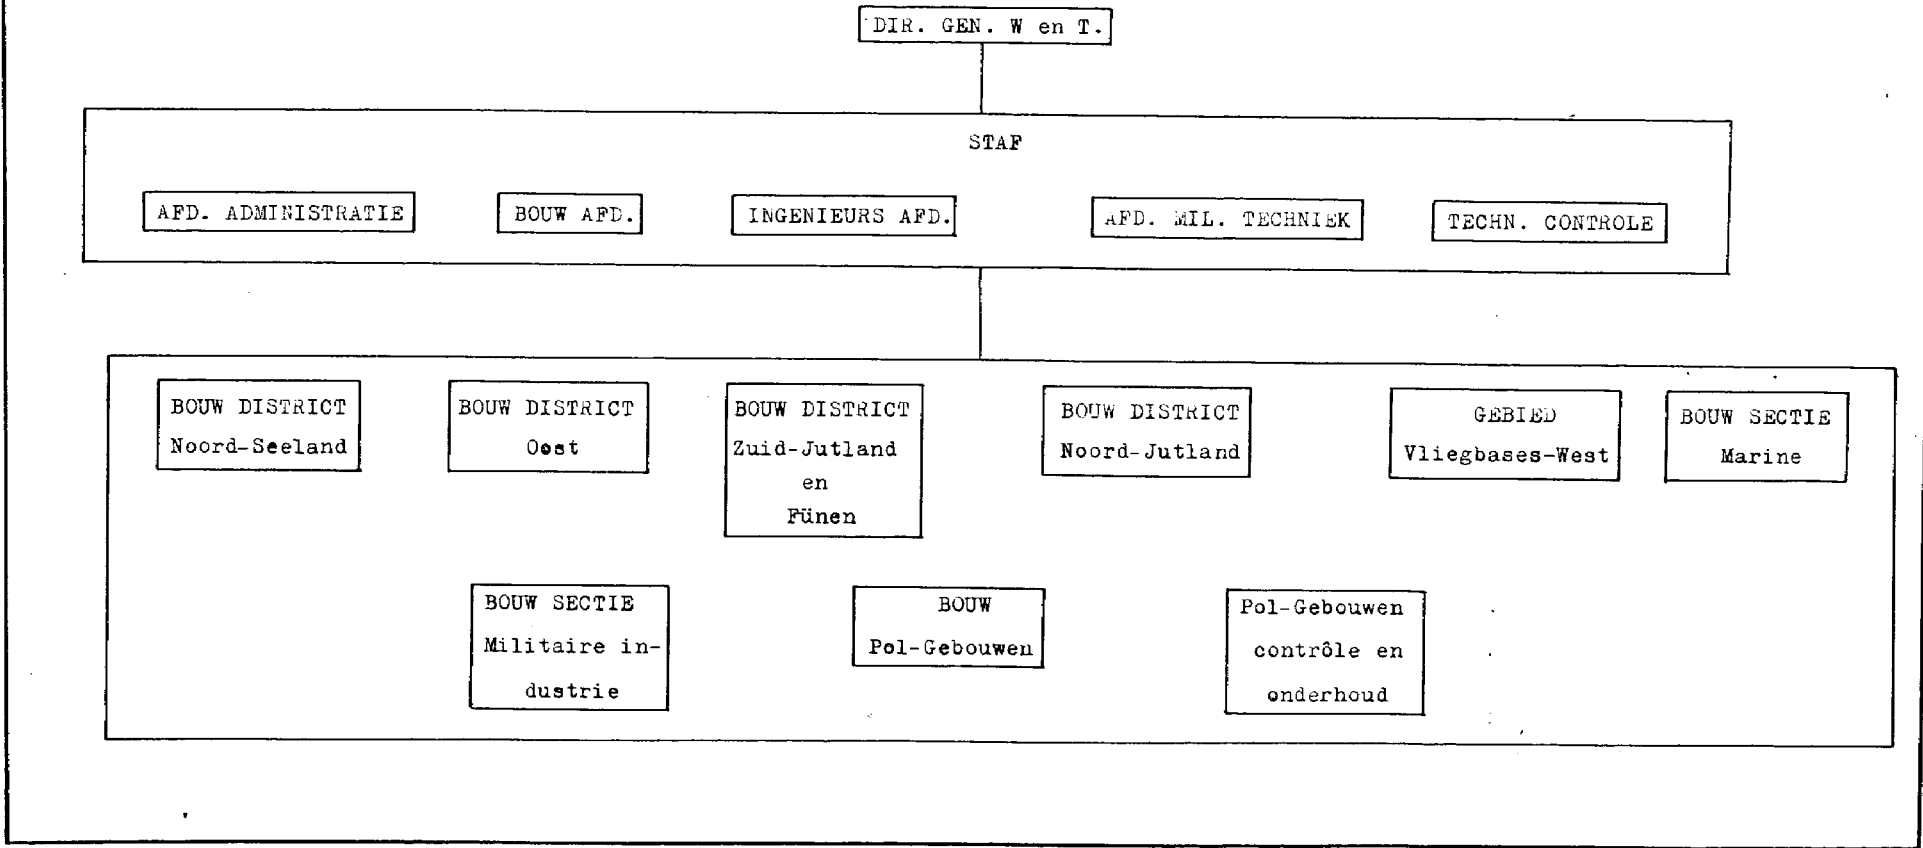 DIR. GEN. W en T.
STAF
AFD. ADMINISTRATIE
BOUW AFD.
INGENIEURS AFD.
AFD. MIL. TECHNIEK
TECHN. CONTROLE
BOUW DISTRICT
Noord-Seeland
BOUW DISTRICT
Oost
BOUW DISTRICT
Zuid-Jutland
en
Fünen
BOUW DISTRICT
Noord-Jutland
GEBIED
Vliegbases-West
BOUW SECTIE
Marine
BOUW SECTIE
Militaire in-
dustrie
BOUW
Pol-Gebouwen
Pol-Gebouwen
contrôle en
onderhoud